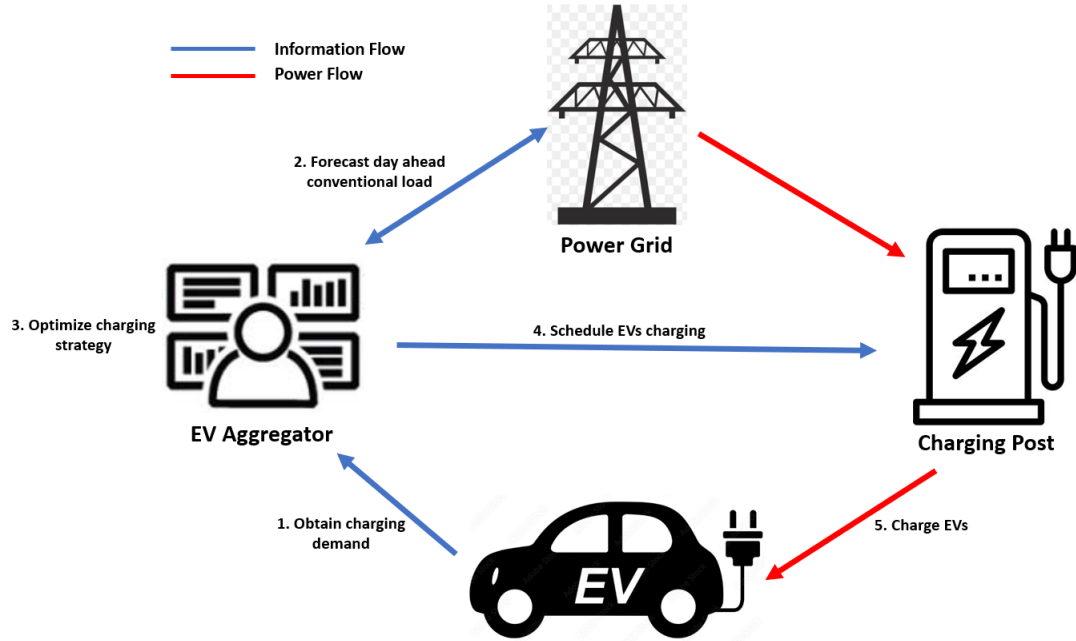 Information Flow
Power Flow
2. Forecast day ahead
conventional load
Power Grid
3. Optimize charging
strategy
4. Schedule EVs charging
EV Aggregator
Charging Post
1. Obtain charging
demand
5. Charge EVs
EV